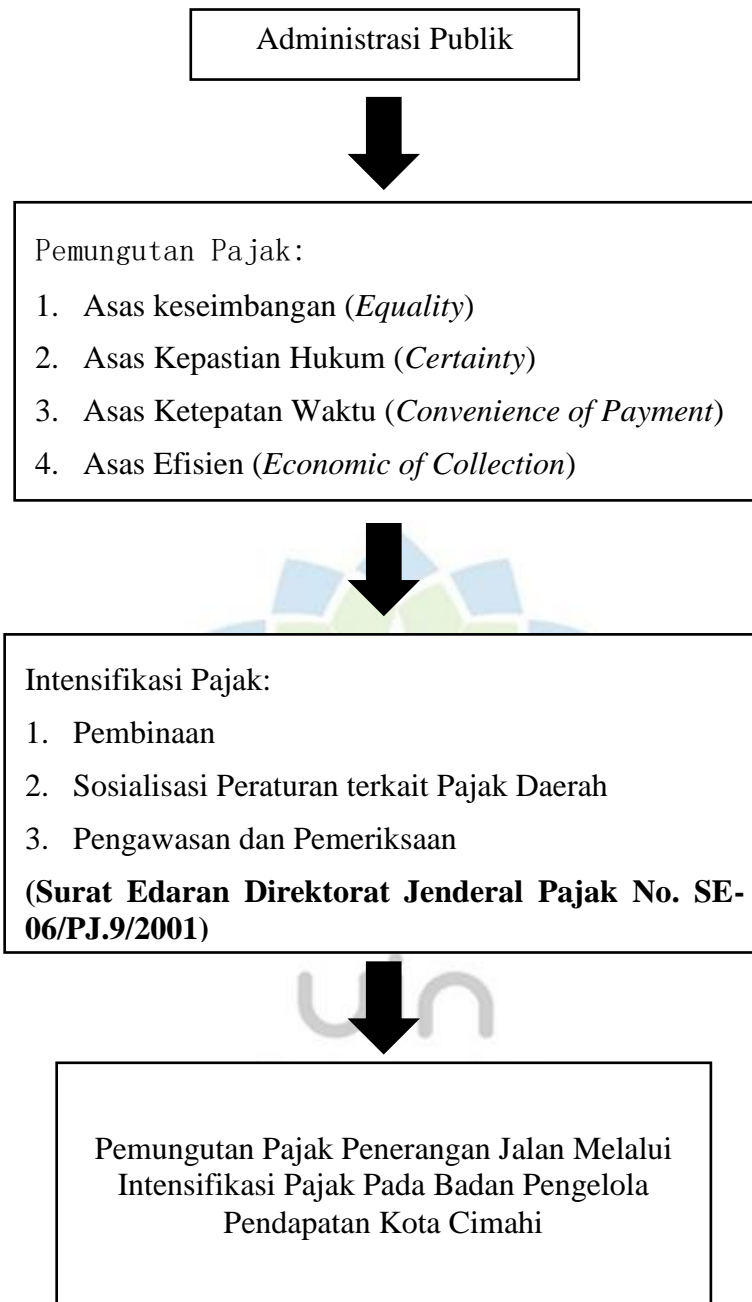 Administrasi Publik
Pemungutan Pajak:
1. Asas keseimbangan (Equality)
2. Asas Kepastian Hukum (Certainty)
3. Asas Ketepatan Waktu (Convenience of Payment)
4. Asas Efisien (Economic of Collection)
Intensifikasi Pajak:
1. Pembinaan
2. Sosialisasi Peraturan terkait Pajak Daerah
3. Pengawasan dan Pemeriksaan
(Surat Edaran Direktorat Jenderal Pajak No. SE-
06/PJ.9/2001)
uin
Pemungutan Pajak Penerangan Jalan Melalui
Intensifikasi Pajak Pada Badan Pengelola
Pendapatan Kota Cimahi